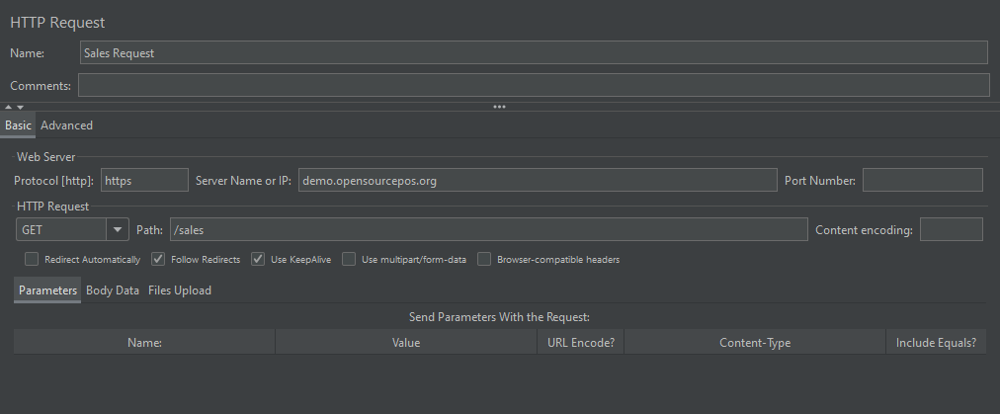 HTTP Request
Name: Sales Request
Comments:
Basic Advanced
Web Server
Protocol [http]: https Server Name or IP: demo.opensourcepos.org Port Number:
HTTP Request
GET Path: /sales Content encoding:
Redirect Automatically Follow Redirects Use KeepAlive Use multipart/form-data Browser-compatible headers
Parameters Body Data Files Upload
Send Parameters With the Request:
Name: Value URL Encode? Content-Type Include Equals?